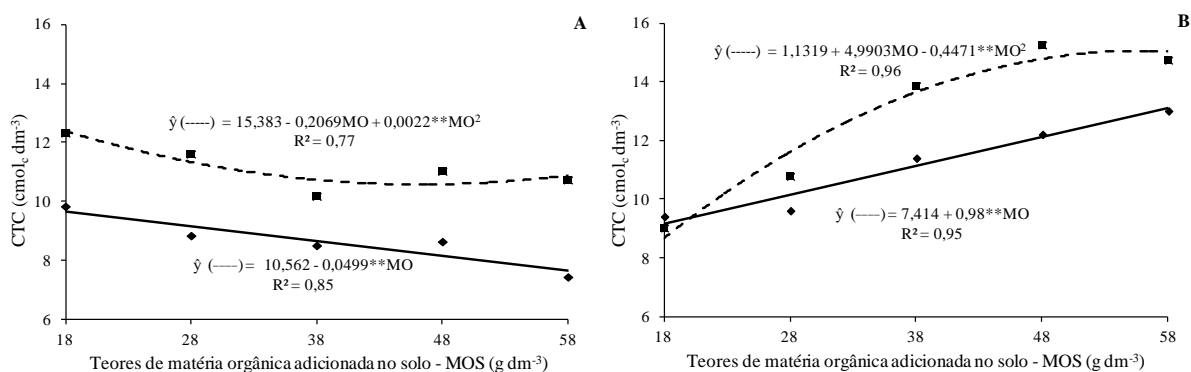 A
16
14
12
10
8
6
CTC (cmolc dm-3)
ŷ (-----) = 15,383 - 0,2069MO + 0,0022**MO2
R2 = 0,77
ŷ (----) = 10,562 - 0,0499**MO
R2 = 0,85
18 28 38 48 58
Teores de matéria orgânica adicionada no solo - MOS (g dm-3)
B
16
14
12
10
8
6
CTC (cmolc dm-3)
ŷ (-----) = 1,1319 + 4,9903MO - 0,4471**MO2
R2 = 0,96
ŷ (----) = 7,414 + 0,98**MO
R2 = 0,95
18 28 38 48 58
Teores de matéria orgânica adicionada no solo - MOS (g dm-3)